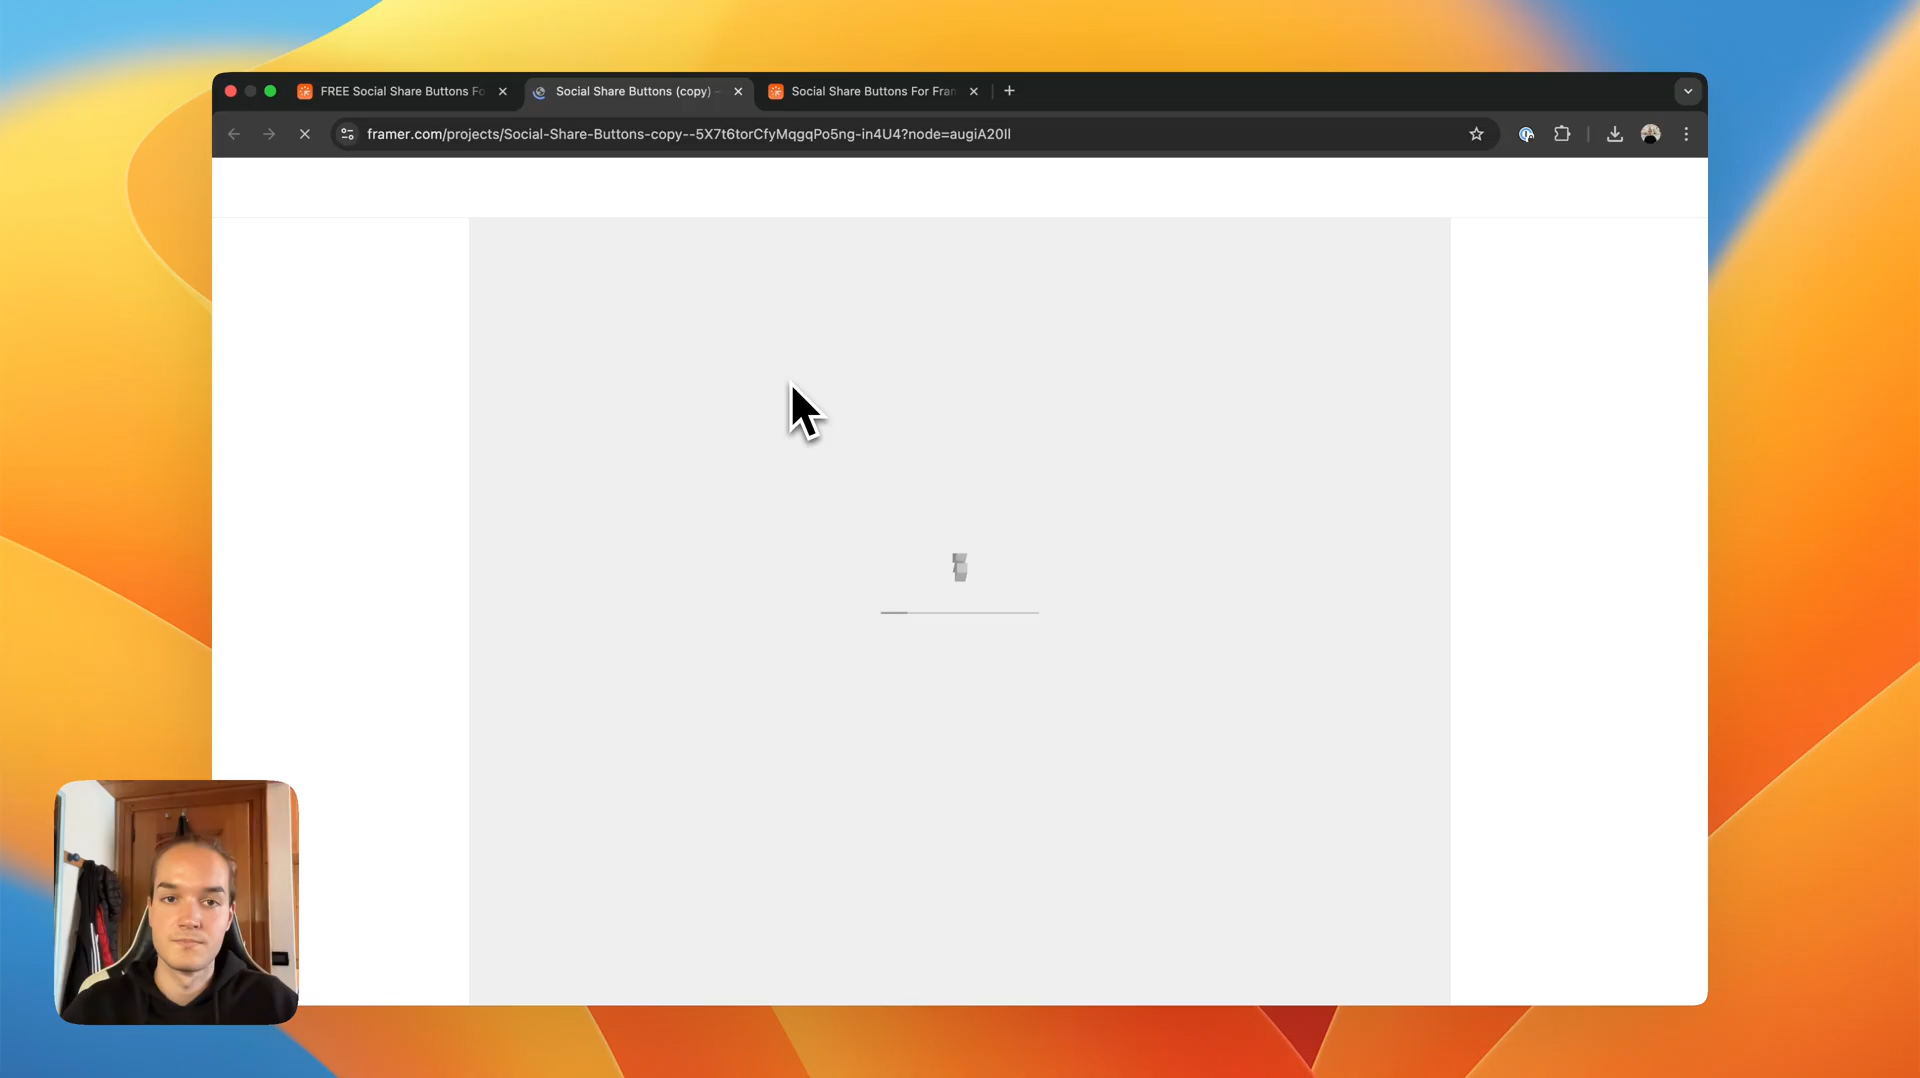 FREE Social Share Buttons Fo
Social Share Buttons (copy) –
Social Share Buttons For Fran
framer.com/projects/Social-Share-Buttons-copy--5X7t6torCfyMqgqPo5ng-in4U4?node=augiA20Il